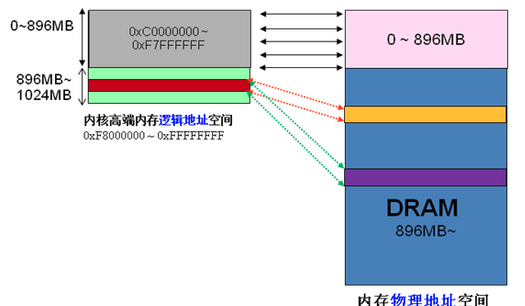 0~896MB
0xC0000000~
0xF7FFFFFF
896MB~
1024MB
内核高端内存逻辑地址空间
0xF8000000~0xFFFFFFFF
0 ~ 896MB
DRAM
896MB~
内存物理地址空间